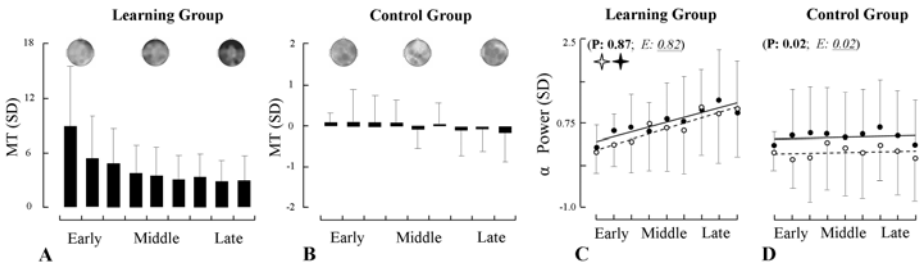 Learning Group
Control Group
Learning Group
Control Group
MT (SD)
18
12
6
0
Early
Middle
Late
A
MT (SD)
2
1
0
-1
-2
Early
Middle
Late
B
α Power (SD)
2.5
0.75
-1.0
(P: 0.87; E: 0.82)
Early
Middle
Late
C
(P: 0.02; E: 0.02)
Early
Middle
Late
D